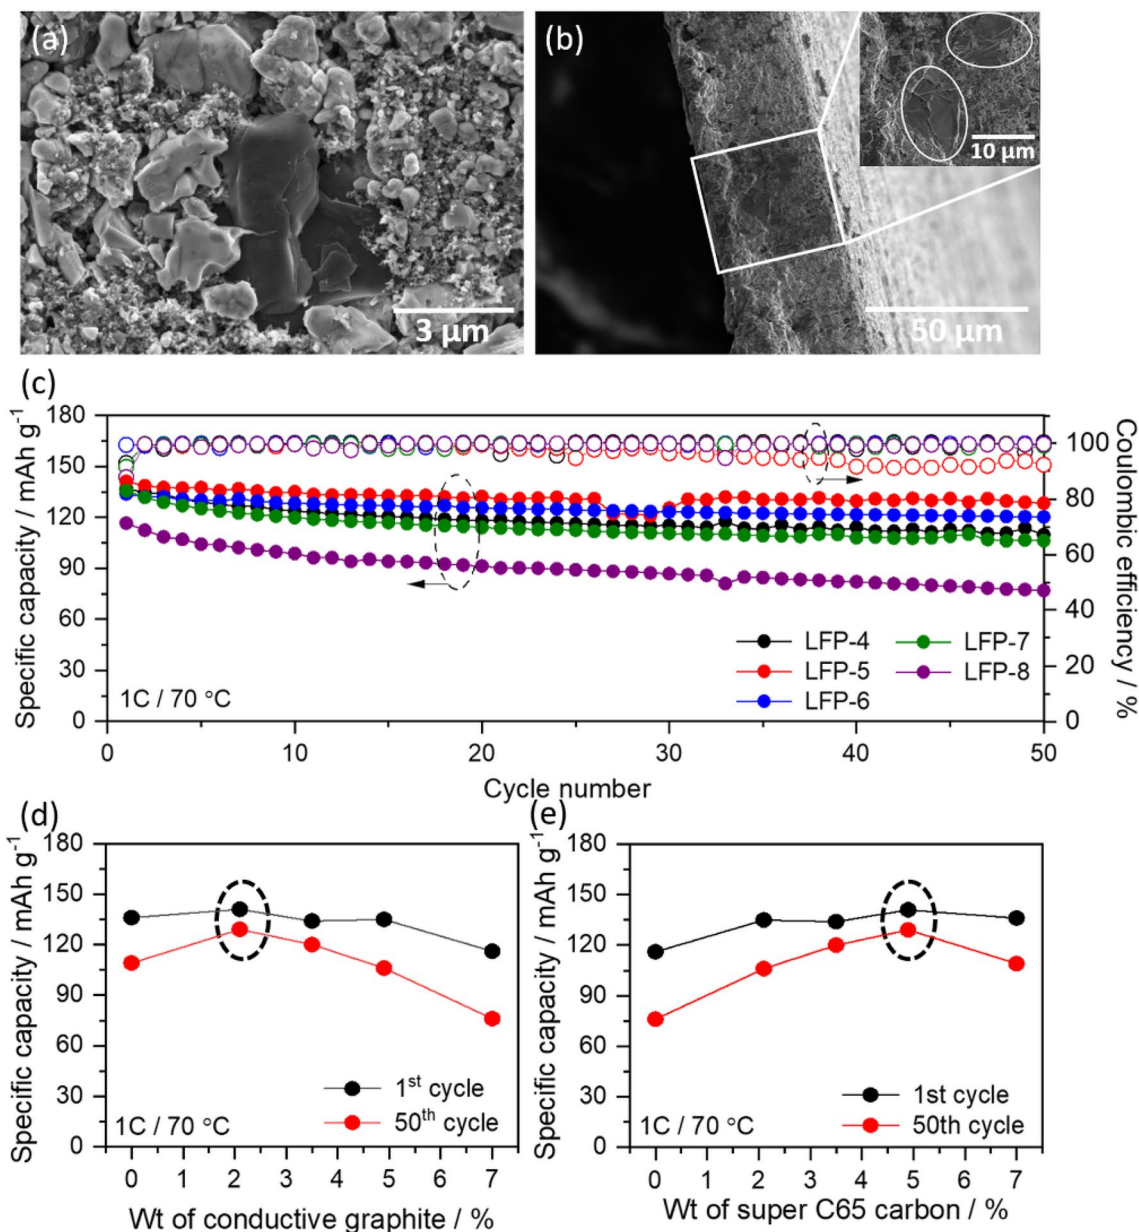 (a)
3 µm
(b)
10 µm
50 µm
(c)
Specific capacity / mAh g⁻¹
180
150
120
90
60
30
0
Coulombic efficiency / %
100
80
60
40
20
0
LFP-4
LFP-5
LFP-6
LFP-7
LFP-8
1C / 70 °C
0 10 20 30 40 50
Cycle number
(d)
Specific capacity / mAh g⁻¹
180
150
120
90
60
30
0
1ˢᵗ cycle
50ᵗʰ cycle
1C / 70 °C
0 1 2 3 4 5 6 7
Wt of conductive graphite / %
(e)
Specific capacity / mAh g⁻¹
180
150
120
90
60
30
0
1st cycle
50th cycle
1C / 70 °C
0 1 2 3 4 5 6 7
Wt of super C65 carbon / %